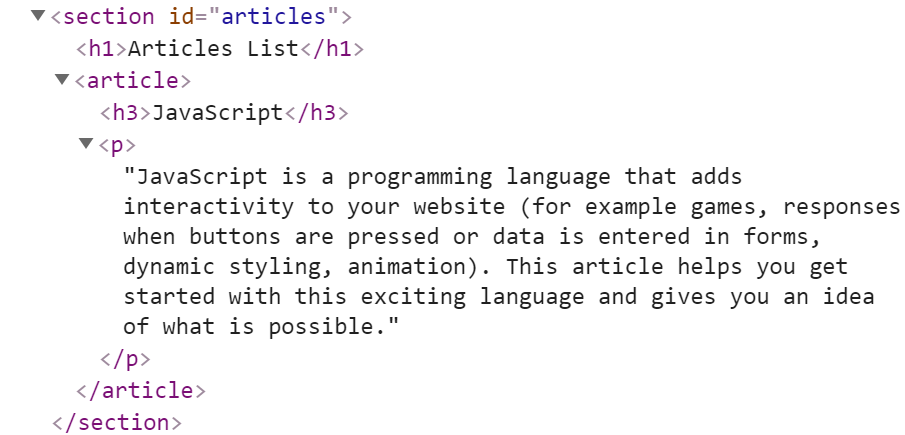 <section id="articles">
<h1>Articles List</h1>
<article>
<h3>JavaScript</h3>
<p>
"JavaScript is a programming language that adds
interactivity to your website (for example games, responses
when buttons are pressed or data is entered in forms,
dynamic styling, animation). This article helps you get
started with this exciting language and gives you an idea
of what is possible."
</p>
</article>
</section>